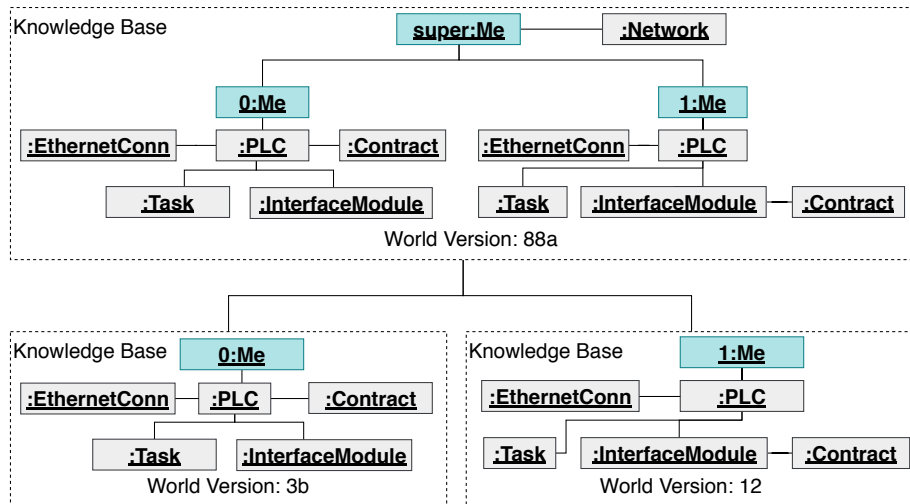 Knowledge Base
super:Me
:Network
0:Me
1:Me
:EthernetConn
:PLC
:Contract
:EthernetConn
:PLC
:Task
:InterfaceModule
:Task
:InterfaceModule
:Contract
World Version: 88a
Knowledge Base
0:Me
:EthernetConn
:PLC
:Contract
:Task
:InterfaceModule
World Version: 3b
Knowledge Base
1:Me
:EthernetConn
:PLC
:Task
:InterfaceModule
:Contract
World Version: 12